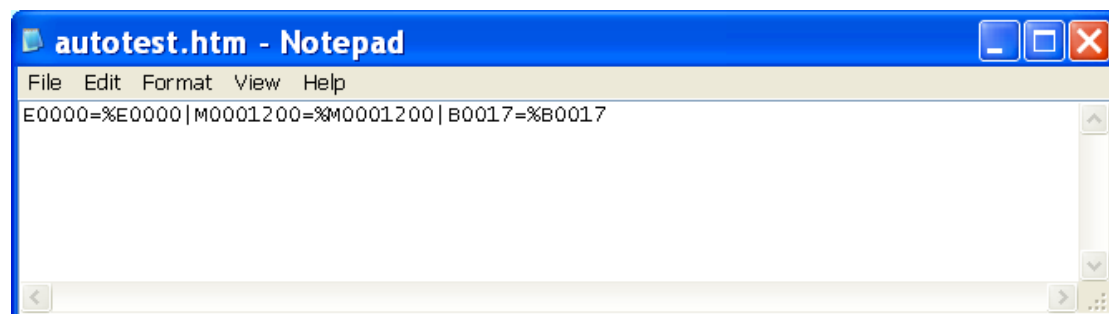 autotest.htm - Notepad
File Edit Format View Help
E0000=%E0000|M0001200=%M0001200|B0017=%B0017